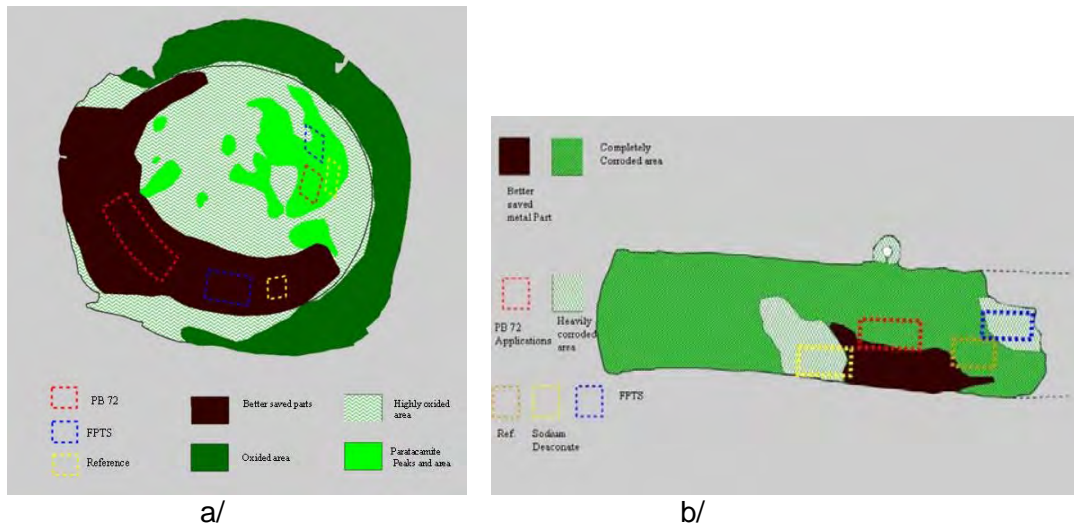 PB 72
FPTS
Reference
Better saved parts
Oxided area
Highly oxided
area
Paratacamite
Peaks and area
a/
Completely
Corroded area
Better
saved
metal Part
PB 72
Applications
Heavily
corroded
area
FPTS
Ref.
Sodium
Deaconate
b/